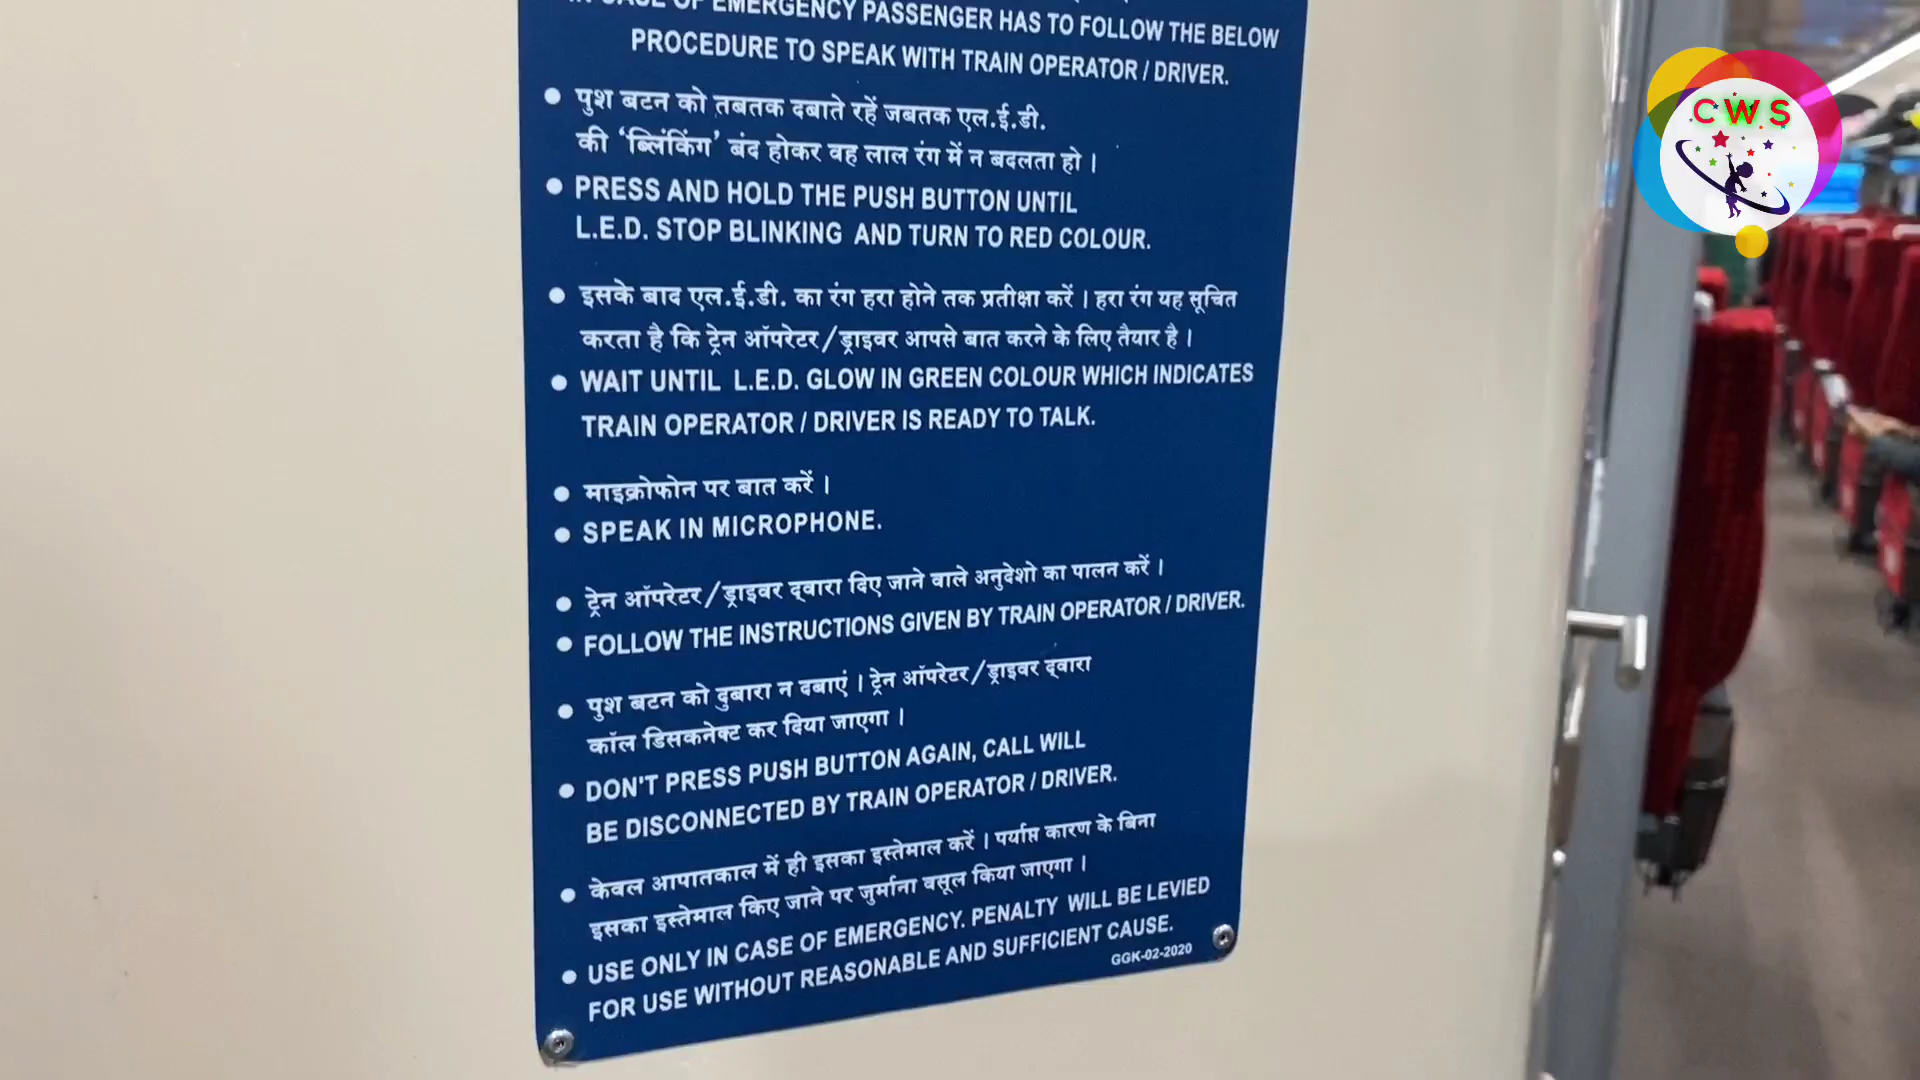 IN CASE OF EMERGENCY PASSENGER HAS TO FOLLOW THE BELOW
PROCEDURE TO SPEAK WITH TRAIN OPERATOR / DRIVER.
● पुश बटन को तबतक दबाते रहें जबतक एल.ई.डी.
की ‘ब्लिंकिंग’ बंद होकर वह लाल रंग में न बदलता हो।
● PRESS AND HOLD THE PUSH BUTTON UNTIL
L.E.D. STOP BLINKING AND TURN TO RED COLOUR.
● इसके बाद एल.ई.डी. का रंग हरा होने तक प्रतीक्षा करें। हरा रंग यह सूचित
करता है कि ट्रेन ऑपरेटर/ड्राइवर आपसे बात करने के लिए तैयार है।
● WAIT UNTIL L.E.D. GLOW IN GREEN COLOUR WHICH INDICATES
TRAIN OPERATOR / DRIVER IS READY TO TALK.
● माइक्रोफोन पर बात करें।
● SPEAK IN MICROPHONE.
● ट्रेन ऑपरेटर/ड्राइवर द्वारा दिए जाने वाले अनुदेशो का पालन करें।
● FOLLOW THE INSTRUCTIONS GIVEN BY TRAIN OPERATOR / DRIVER.
● पुश बटन को दुबारा न दबाएं। ट्रेन ऑपरेटर/ड्राइवर द्वारा
कॉल डिसकनेक्ट कर दिया जाएगा।
● DON'T PRESS PUSH BUTTON AGAIN, CALL WILL
BE DISCONNECTED BY TRAIN OPERATOR / DRIVER.
● केवल आपातकाल में ही इसका इस्तेमाल करें। पर्याप्त कारण के बिना
इसका इस्तेमाल किए जाने पर जुर्माना वसूल किया जाएगा।
● USE ONLY IN CASE OF EMERGENCY. PENALTY WILL BE LEVIED
FOR USE WITHOUT REASONABLE AND SUFFICIENT CAUSE.
GGK-02-2020
CWS